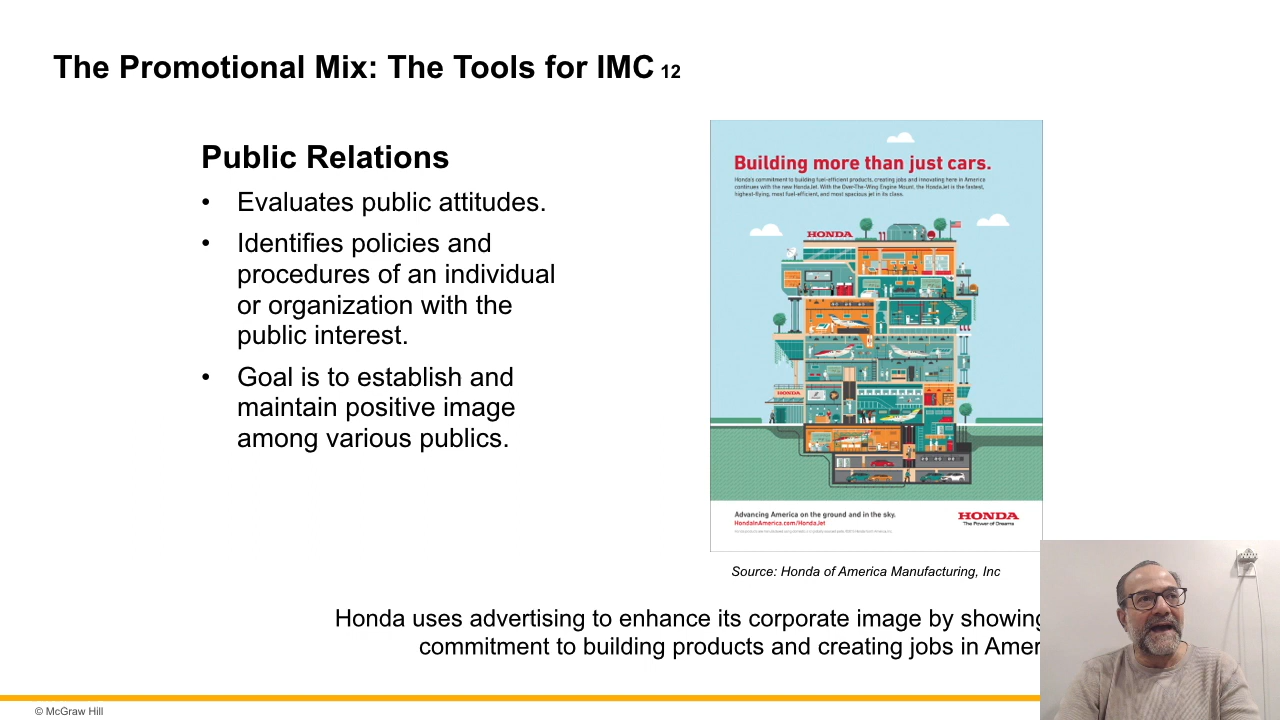 The Promotional Mix: The Tools for IMC 12
Public Relations
• Evaluates public attitudes.
• Identifies policies and
procedures of an individual
or organization with the
public interest.
• Goal is to establish and
maintain positive image
among various publics.
Building more than just cars.
Honda's commitment to building fuel-efficient products, creating jobs and innovating here in America
continues with the new HondaJet. With the Over-The-Wing Engine Mount, the HondaJet is the fastest,
highest-flying, most fuel-efficient, and most spacious jet in its class.
HONDA
HONDA
Advancing America on the ground and in the sky.
HondaInAmerica.com/HondaJet
HONDA
The Power of Dreams
Source: Honda of America Manufacturing, Inc
Honda uses advertising to enhance its corporate image by showing
commitment to building products and creating jobs in Amer
© McGraw Hill